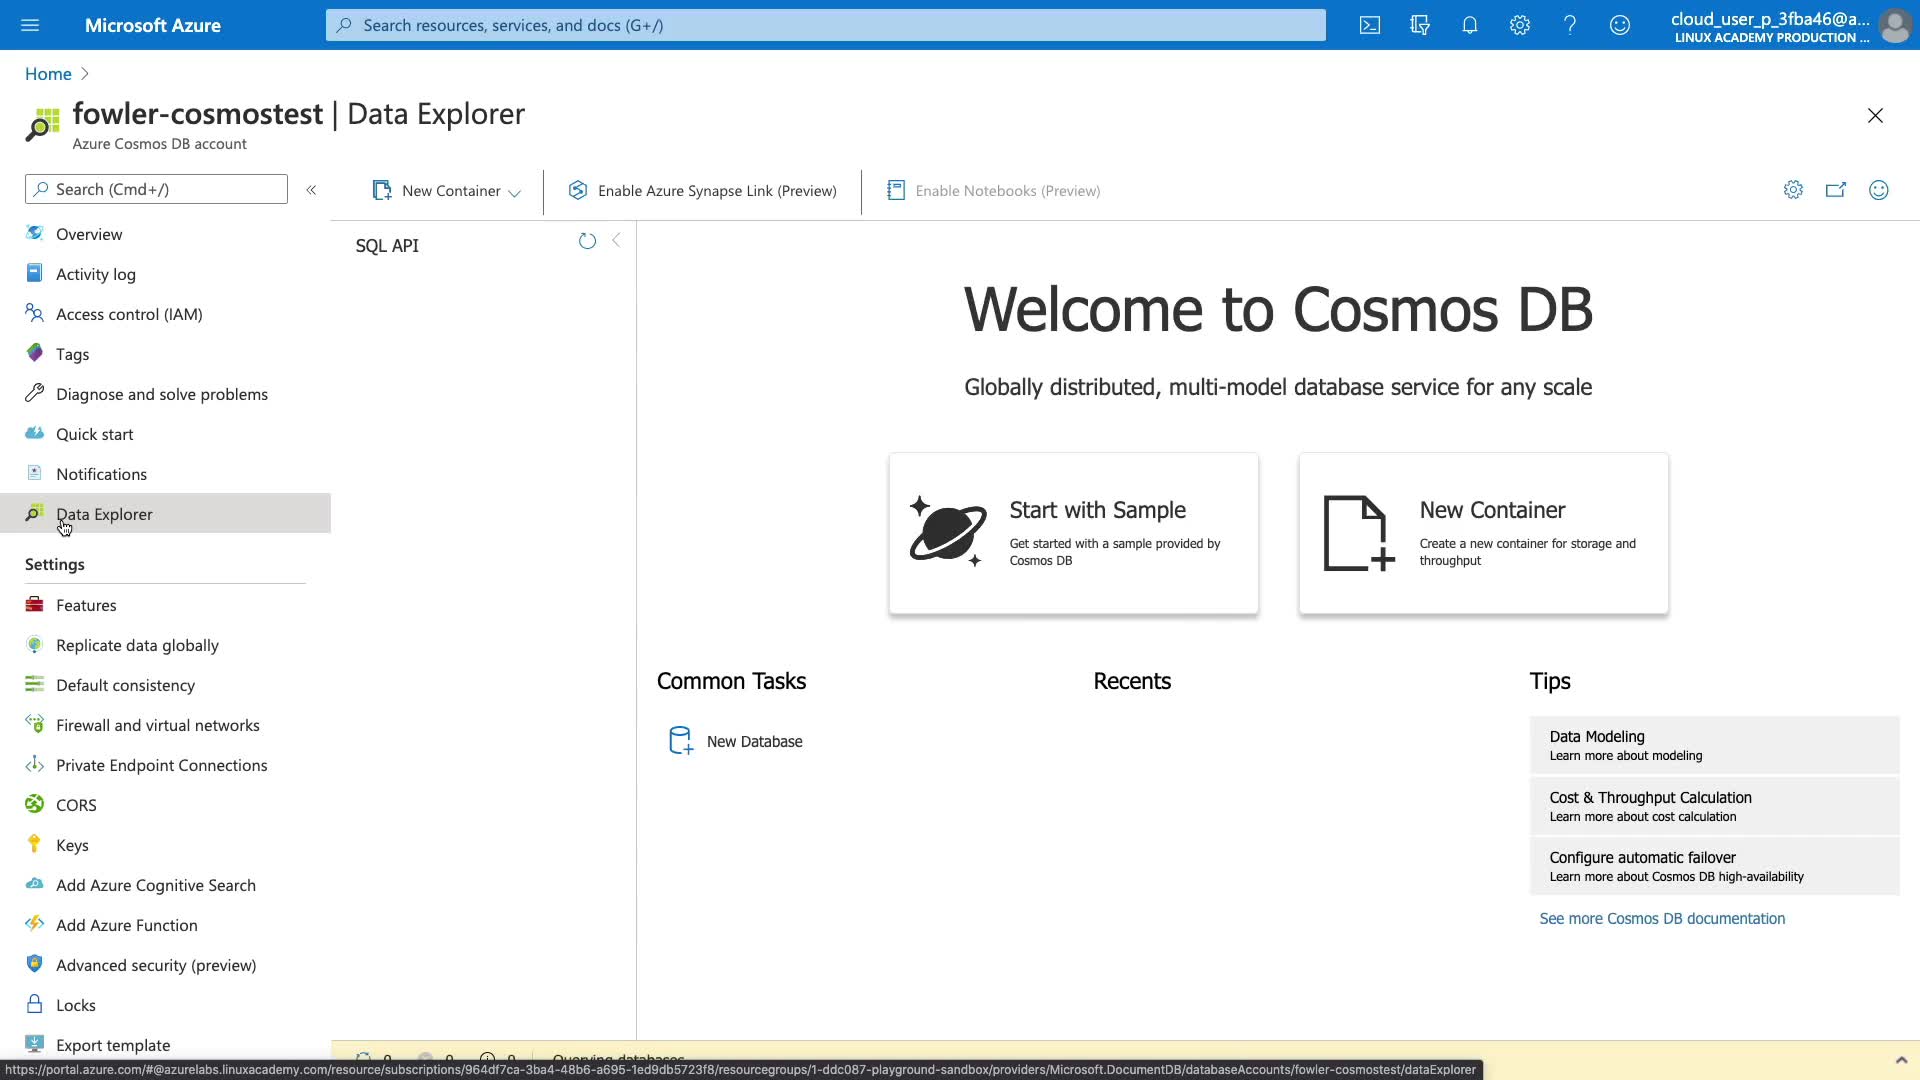 Microsoft Azure
Search resources, services, and docs (G+/)
cloud_user_p_3fba46@a...
LINUX ACADEMY PRODUCTION ...
Home
fowler-cosmostest | Data Explorer
Azure Cosmos DB account
Search (Cmd+/)
«
New Container
Enable Azure Synapse Link (Preview)
Enable Notebooks (Preview)
Overview
Activity log
Access control (IAM)
Tags
Diagnose and solve problems
Quick start
Notifications
Data Explorer
Settings
Features
Replicate data globally
Default consistency
Firewall and virtual networks
Private Endpoint Connections
CORS
Keys
Add Azure Cognitive Search
Add Azure Function
Advanced security (preview)
Locks
Export template
SQL API
Welcome to Cosmos DB
Globally distributed, multi-model database service for any scale
Start with Sample
Get started with a sample provided by
Cosmos DB
New Container
Create a new container for storage and
throughput
Common Tasks
New Database
Recents
Tips
Data Modeling
Learn more about modeling
Cost & Throughput Calculation
Learn more about cost calculation
Configure automatic failover
Learn more about Cosmos DB high-availability
See more Cosmos DB documentation
0 0 0 Querying databases
https://portal.azure.com/#@azurelabs.linuxacademy.com/resource/subscriptions/964df7ca-3ba4-48b6-a695-1ed9db5723f8/resourcegroups/1-ddc087-playground-sandbox/providers/Microsoft.DocumentDB/databaseAccounts/fowler-cosmostest/dataExplorer